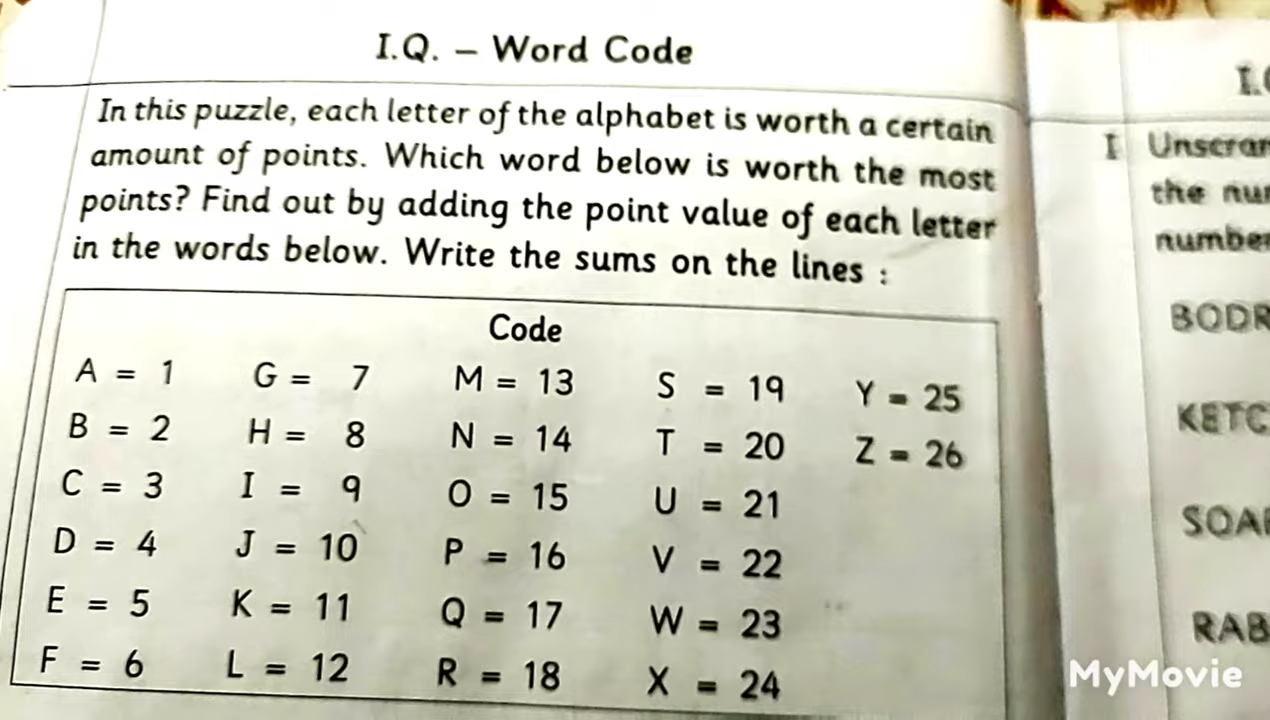 I.Q. – Word Code
In this puzzle, each letter of the alphabet is worth a certain
amount of points. Which word below is worth the most
points? Find out by adding the point value of each letter
in the words below. Write the sums on the lines :
Code
A = 1 G = 7 M = 13 S = 19 Y = 25
B = 2 H = 8 N = 14 T = 20 Z = 26
C = 3 I = 9 O = 15 U = 21
D = 4 J = 10 P = 16 V = 22
E = 5 K = 11 Q = 17 W = 23
F = 6 L = 12 R = 18 X = 24
I
the
MyMovie